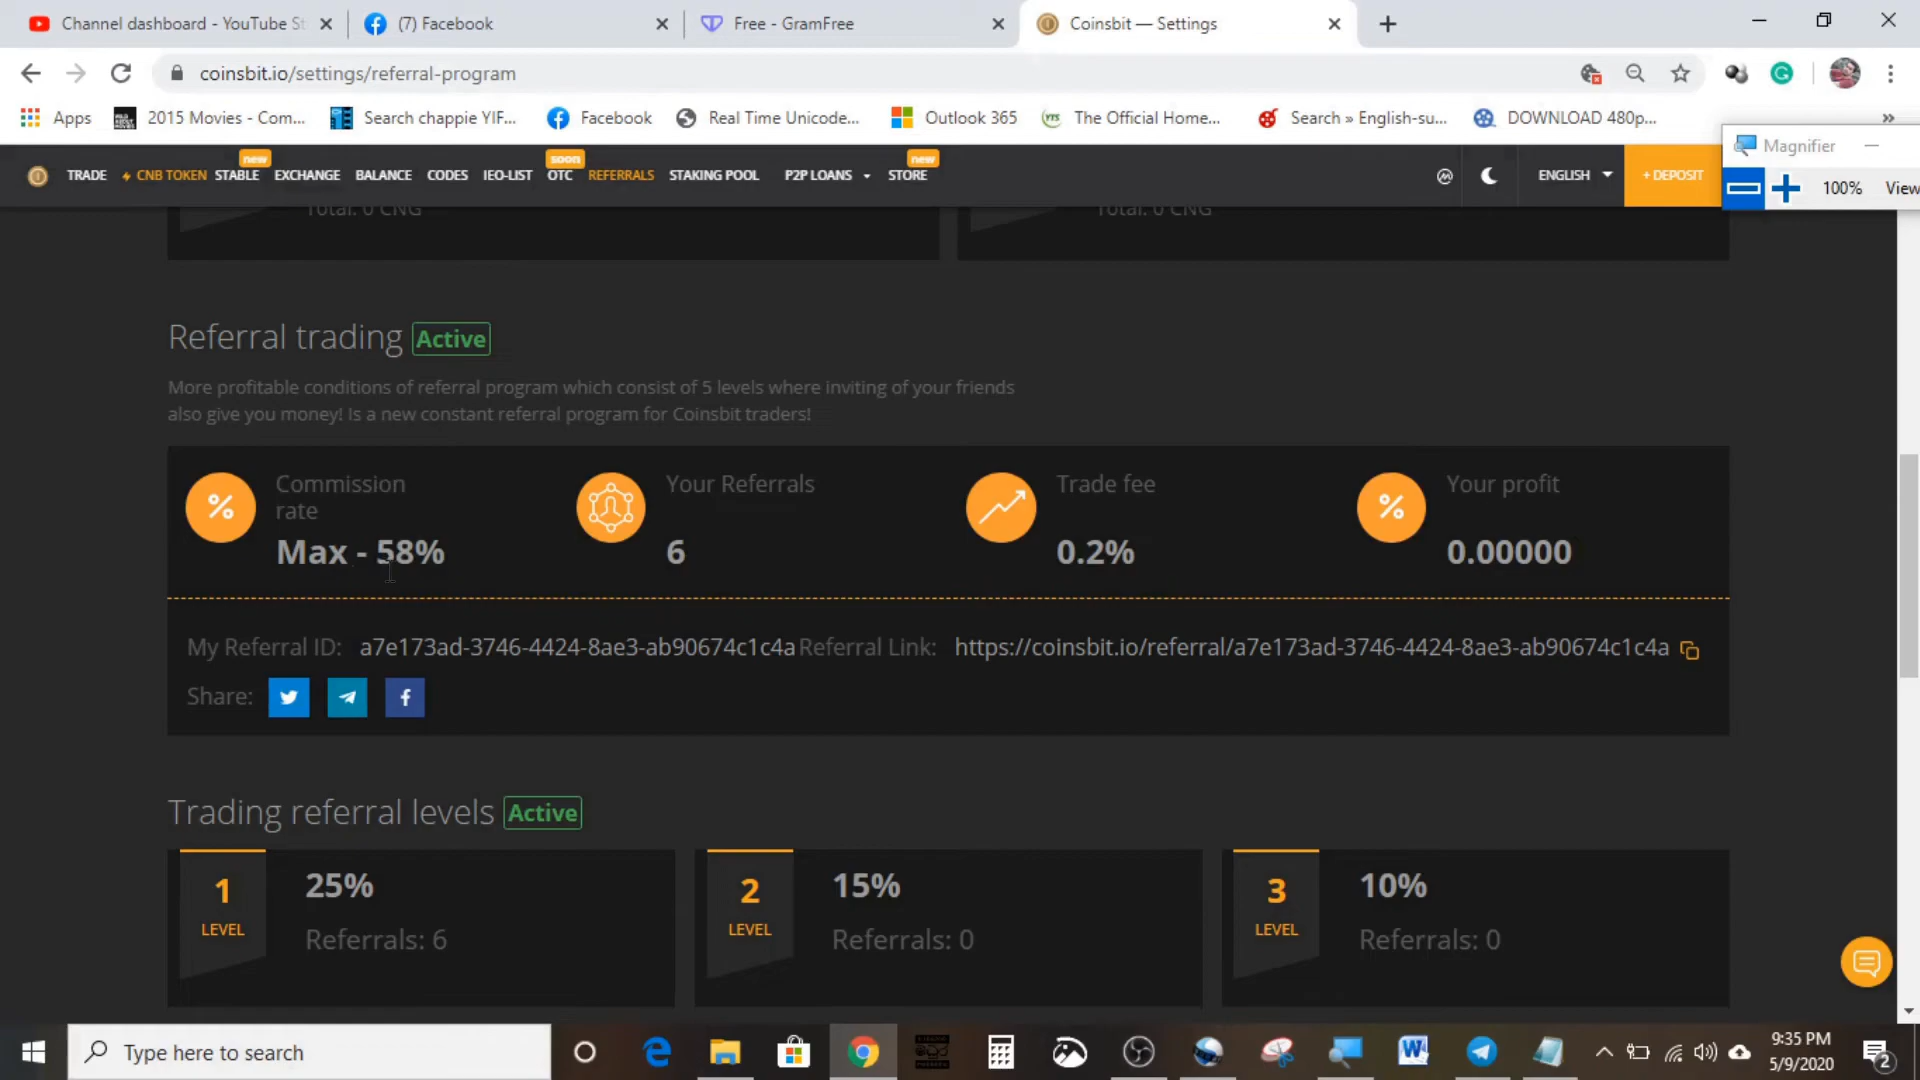 Channel dashboard - YouTube St
(7) Facebook
Free - GramFree
Coinsbit — Settings
coinsbit.io/settings/referral-program
Apps
2015 Movies - Com...
Search chappie YIF...
Facebook
Real Time Unicode...
Outlook 365
The Official Home...
Search » English-su...
DOWNLOAD 480p...
»
Magnifier
100%
View
TRADE
CNB TOKEN
STABLE
new
EXCHANGE
BALANCE
CODES
IEO-LIST
OTC
soon
REFERRALS
STAKING POOL
P2P LOANS
STORE
new
ENGLISH
+ DEPOSIT
Total: 0 CNG
Total: 0 CNG
Referral trading Active
More profitable conditions of referral program which consist of 5 levels where inviting of your friends
also give you money! Is a new constant referral program for Coinsbit traders!
Commission
rate
Max - 58%
Your Referrals
6
Trade fee
0.2%
Your profit
0.00000
My Referral ID: a7e173ad-3746-4424-8ae3-ab90674c1c4a Referral Link: https://coinsbit.io/referral/a7e173ad-3746-4424-8ae3-ab90674c1c4a
Share:
Trading referral levels Active
1
LEVEL
25%
Referrals: 6
2
LEVEL
15%
Referrals: 0
3
LEVEL
10%
Referrals: 0
Type here to search
9:35 PM
5/9/2020
2